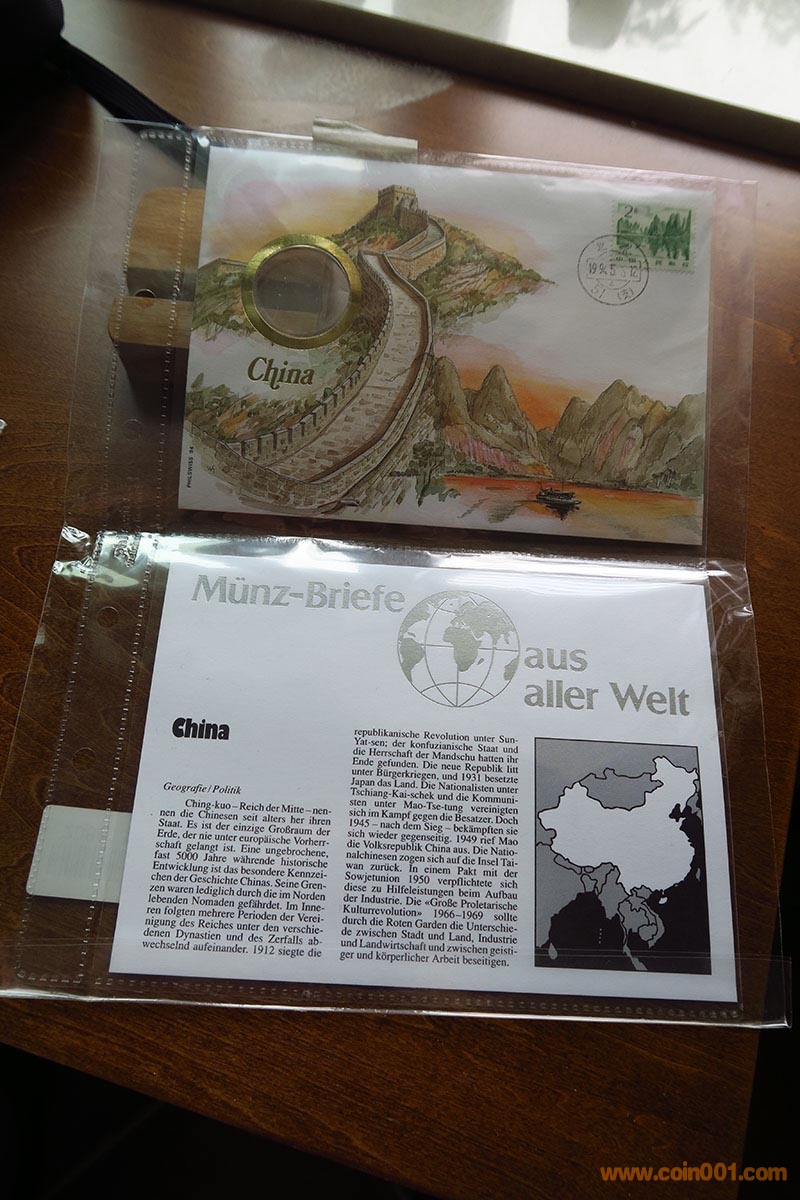 2
1984.5.12
China
PHILSWISS 84
Münz-Briefe
aus
aller Welt
China
Geografie/Politik
Ching-kuo – Reich der Mitte – nen-
nen die Chinesen seit alters her ihren
Staat. Es ist der einzige Großraum der
Erde, der nie unter europäische Vorherr-
schaft gelangt ist. Eine ungebrochene,
fast 5000 Jahre während historische
Entwicklung ist das besondere Kennzei-
chen der Geschichte Chinas. Seine Gren-
zen waren lediglich durch die im Norden
lebenden Nomaden gefährdet. Im Inne-
ren folgten mehrere Perioden der Verei-
nigung des Reiches unter den verschie-
denen Dynastien und des Zerfalls ab-
wechselnd aufeinander. 1912 siegte die
republikanische Revolution unter Sun-
Yat-sen; der konfuzianische Staat und
die Herrschaft der Mandschu hatten ihr
Ende gefunden. Die neue Republik litt
unter Bürgerkriegen, und 1931 besetzte
Japan das Land. Die Nationalisten unter
Tschiang-Kai-schek und die Kommuni-
sten unter Mao-Tse-tung vereinigten
sich im Kampf gegen die Besatzer. Doch
1945 – nach dem Sieg – bekämpften sie
sich wieder gegenseitig. 1949 rief Mao
die Volksrepublik China aus. Die Natio-
nalchinesen zogen sich auf die Insel Tai-
wan zurück. In einem Pakt mit der
Sowjetunion 1950 verpflichtete sich
diese zu Hilfeleistungen beim Aufbau
der Industrie. Die «Große Proletarische
Kulturrevolution» 1966–1969 sollte
durch die Roten Garden die Unterschie-
de zwischen Stadt und Land, Industrie
und Landwirtschaft und zwischen geisti-
ger und körperlicher Arbeit beseitigen.
www.coin001.com